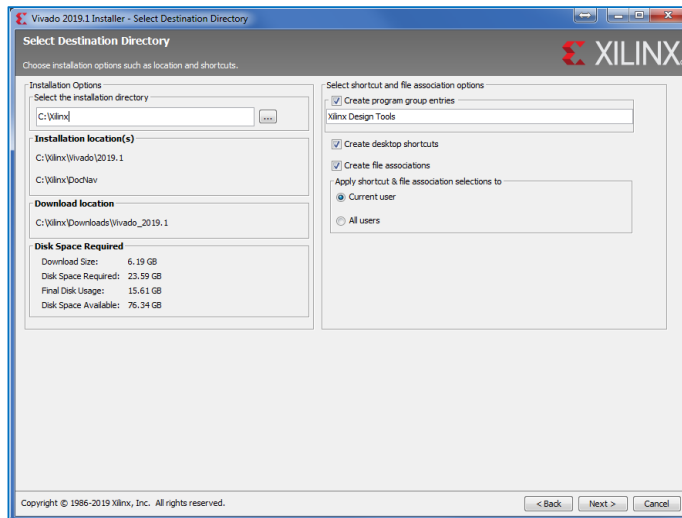 Vivado 2019.1 Installer - Select Destination Directory
Select Destination Directory
Choose installation options such as location and shortcuts.
XILINX
Installation Options
Select the installation directory
C:\Xilinx
...
Installation location(s)
C:\Xilinx\Vivado\2019.1
C:\Xilinx\DocNav
Download location
C:\Xilinx\Downloads\Vivado_2019.1
Disk Space Required
Download Size: 6.19 GB
Disk Space Required: 23.59 GB
Final Disk Usage: 15.61 GB
Disk Space Available: 76.34 GB
Select shortcut and file association options
Create program group entries
Xilinx Design Tools
Create desktop shortcuts
Create file associations
Apply shortcut & file association selections to
Current user
All users
Copyright © 1986-2019 Xilinx, Inc. All rights reserved.
< Back Next > Cancel